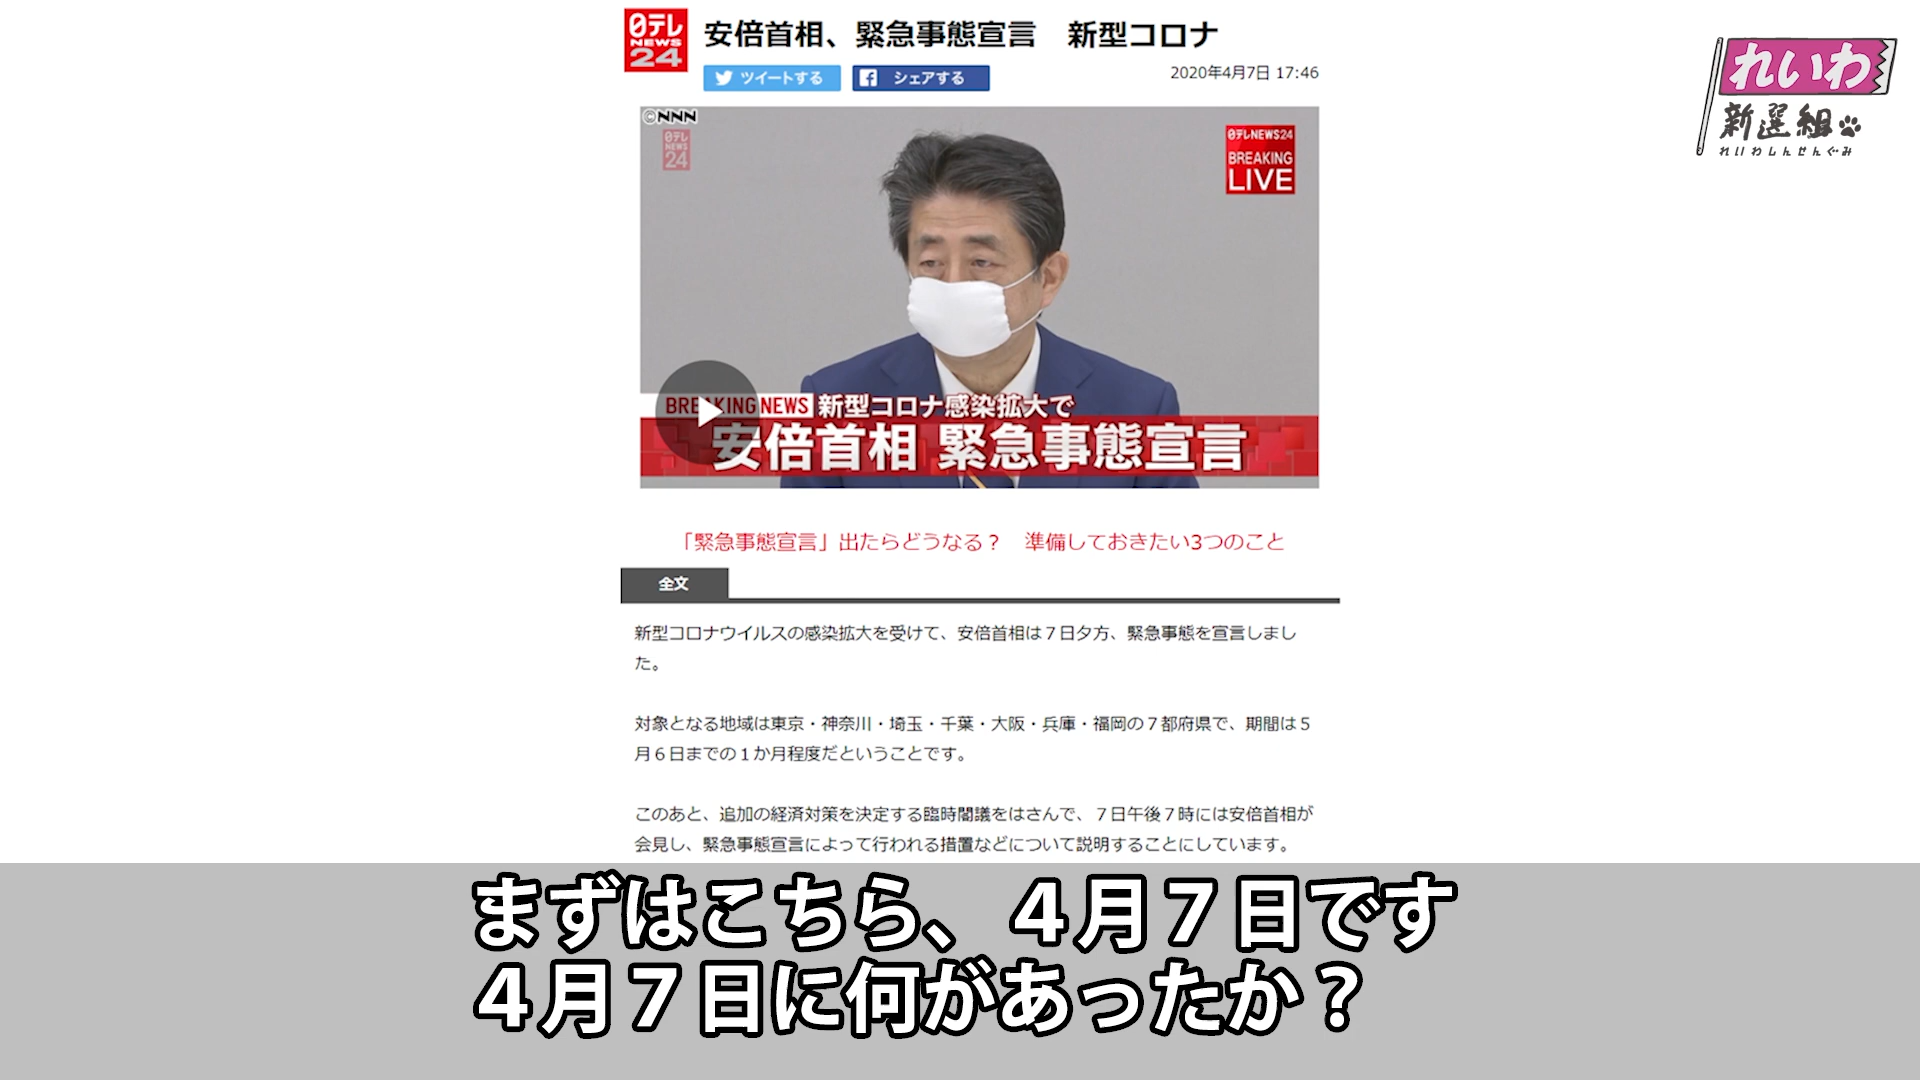 日テレ
NEWS
24
安倍首相、緊急事態宣言　新型コロナ
ツイートする
シェアする
2020年4月7日 17:46
れいわ
新選組
れいわしんせんぐみ
©NNN
日テレ
NEWS
24
日テレNEWS24
BREAKING
LIVE
BREAKING NEWS 新型コロナ感染拡大で
安倍首相 緊急事態宣言
「緊急事態宣言」出たらどうなる？　準備しておきたい3つのこと
全文
新型コロナウイルスの感染拡大を受けて、安倍首相は７日夕方、緊急事態を宣言しまし
た。
対象となる地域は東京・神奈川・埼玉・千葉・大阪・兵庫・福岡の７都府県で、期間は５
月６日までの１か月程度だということです。
このあと、追加の経済対策を決定する臨時閣議をはさんで、７日午後７時には安倍首相が
会見し、緊急事態宣言によって行われる措置などについて説明することにしています。
まずはこちら、４月７日です
４月７日に何があったか？